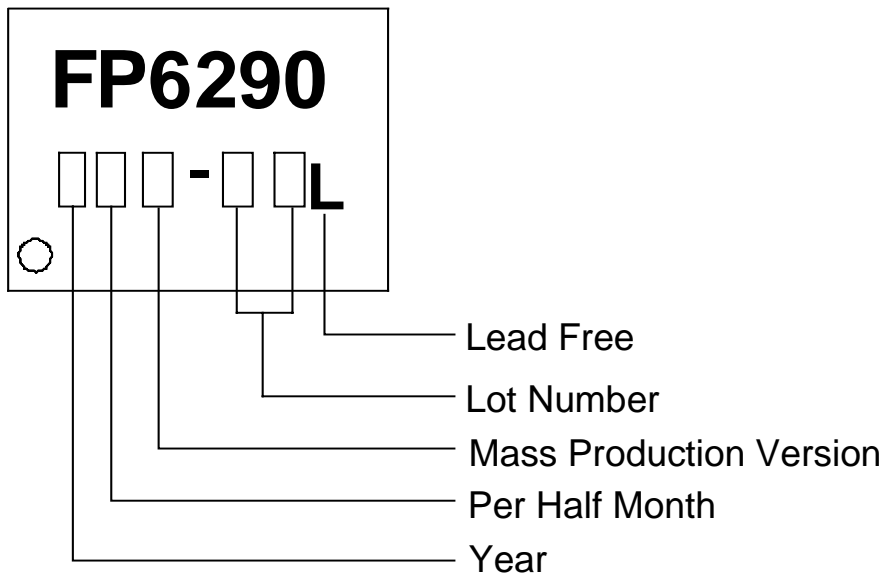 FP6290
- L
Lead Free
Lot Number
Mass Production Version
Per Half Month
Year